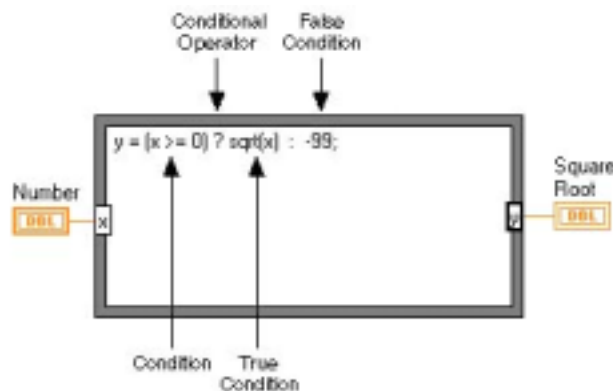 Conditional
Operator
False
Condition
y = (x >= 0) ? sqrt(x) : -99;
Number
DBL
x
y
Square
Root
DBL
Condition
True
Condition